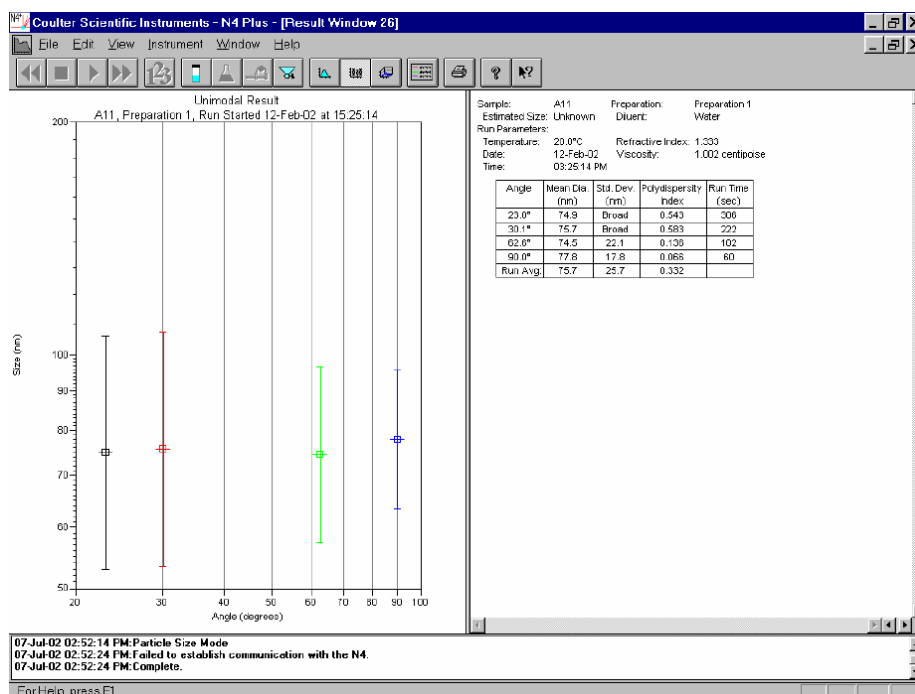 Coulter Scientific Instruments - N4 Plus - [Result Window 26]
File Edit View Instrument Window Help
Unimodal Result
A11, Preparation 1, Run Started 12-Feb-02 at 15:25:14
200
100
90
80
70
60
50
Size (nm)
20 30 40 50 60 70 80 90 100
Angle (degrees)
Sample: A11 Preparation: Preparation 1
Estimated Size: Unknown Diluent: Water
Run Parameters:
Temperature: 20.0°C Refractive Index: 1.333
Date: 12-Feb-02 Viscosity: 1.002 centipoise
Time: 03:25:14 PM
Angle Mean Dia. Std. Dev. Polydispersity Run Time
(nm) (nm) Index (sec)
23.0° 74.9 Broad 0.543 306
30.1° 75.7 Broad 0.583 222
62.6° 74.5 22.1 0.136 102
90.0° 77.8 17.8 0.066 60
Run Avg: 75.7 25.7 0.332
07-Jul-02 02:52:14 PM:Particle Size Mode
07-Jul-02 02:52:24 PM:Failed to establish communication with the N4.
07-Jul-02 02:52:24 PM:Complete.
For Help, press F1